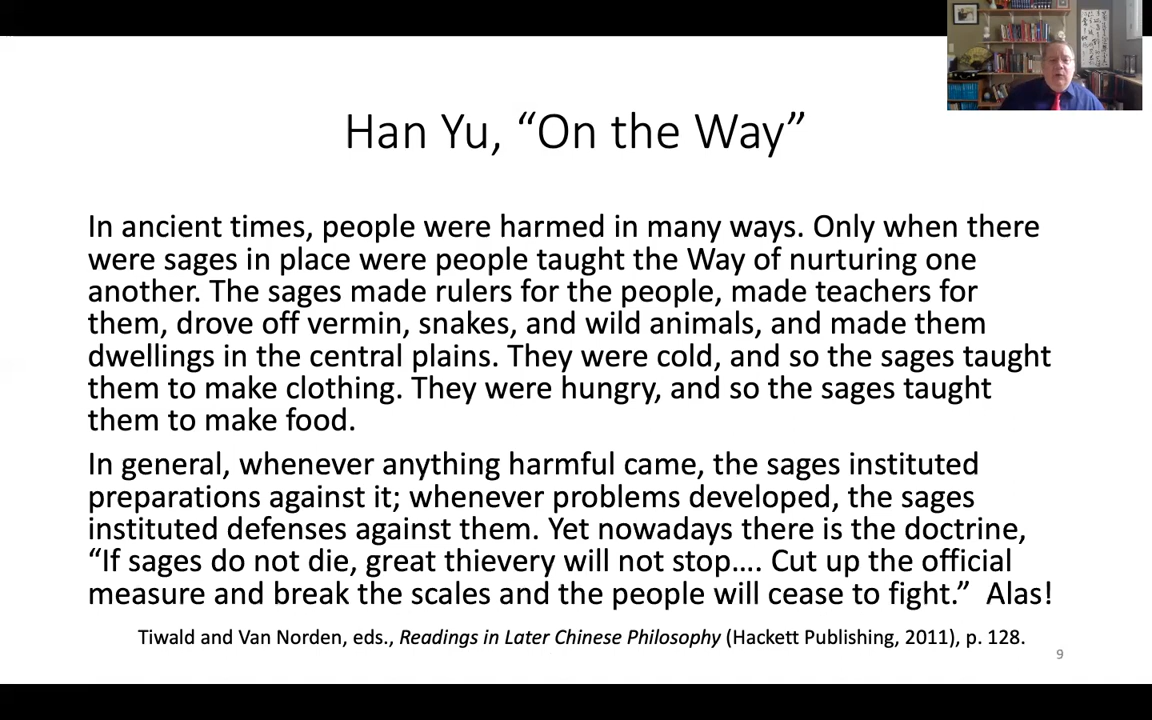 Han Yu, “On the Way”
In ancient times, people were harmed in many ways. Only when there
were sages in place were people taught the Way of nurturing one
another. The sages made rulers for the people, made teachers for
them, drove off vermin, snakes, and wild animals, and made them
dwellings in the central plains. They were cold, and so the sages taught
them to make clothing. They were hungry, and so the sages taught
them to make food.
In general, whenever anything harmful came, the sages instituted
preparations against it; whenever problems developed, the sages
instituted defenses against them. Yet nowadays there is the doctrine,
“If sages do not die, great thievery will not stop…. Cut up the official
measure and break the scales and the people will cease to fight.” Alas!
Tiwald and Van Norden, eds., Readings in Later Chinese Philosophy (Hackett Publishing, 2011), p. 128.
9